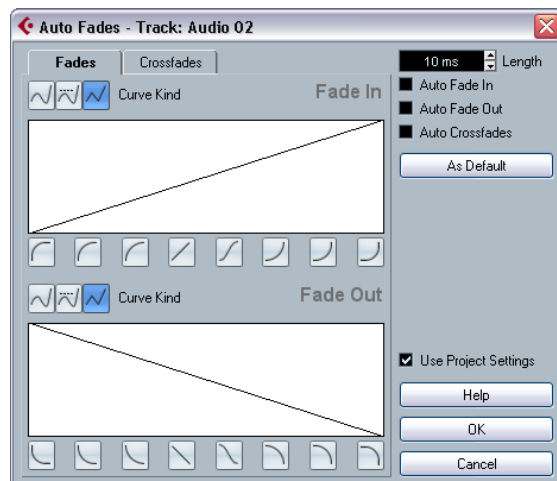 Auto Fades - Track: Audio 02
Fades
Crossfades
Curve Kind
Fade In
Curve Kind
Fade Out
10 ms
Length
Auto Fade In
Auto Fade Out
Auto Crossfades
As Default
Use Project Settings
Help
OK
Cancel